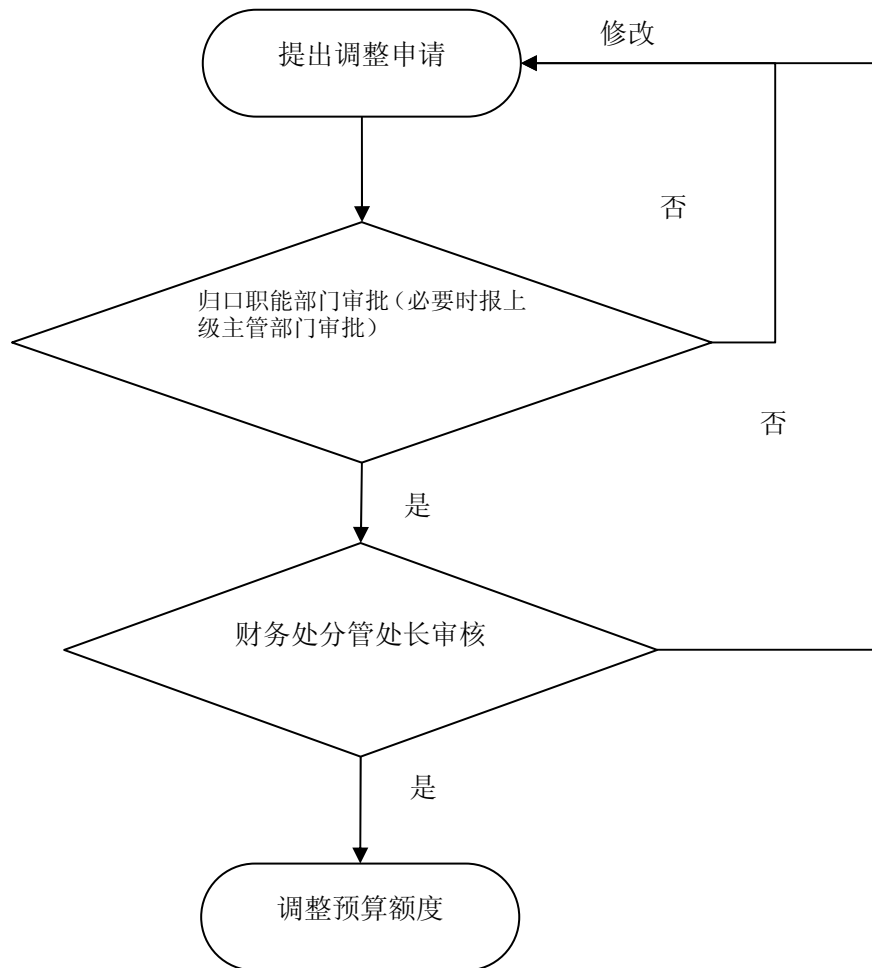 提出调整申请
修改
否
归口职能部门审批（必要时报上
级主管部门审批）
否
是
财务处分管处长审核
是
调整预算额度